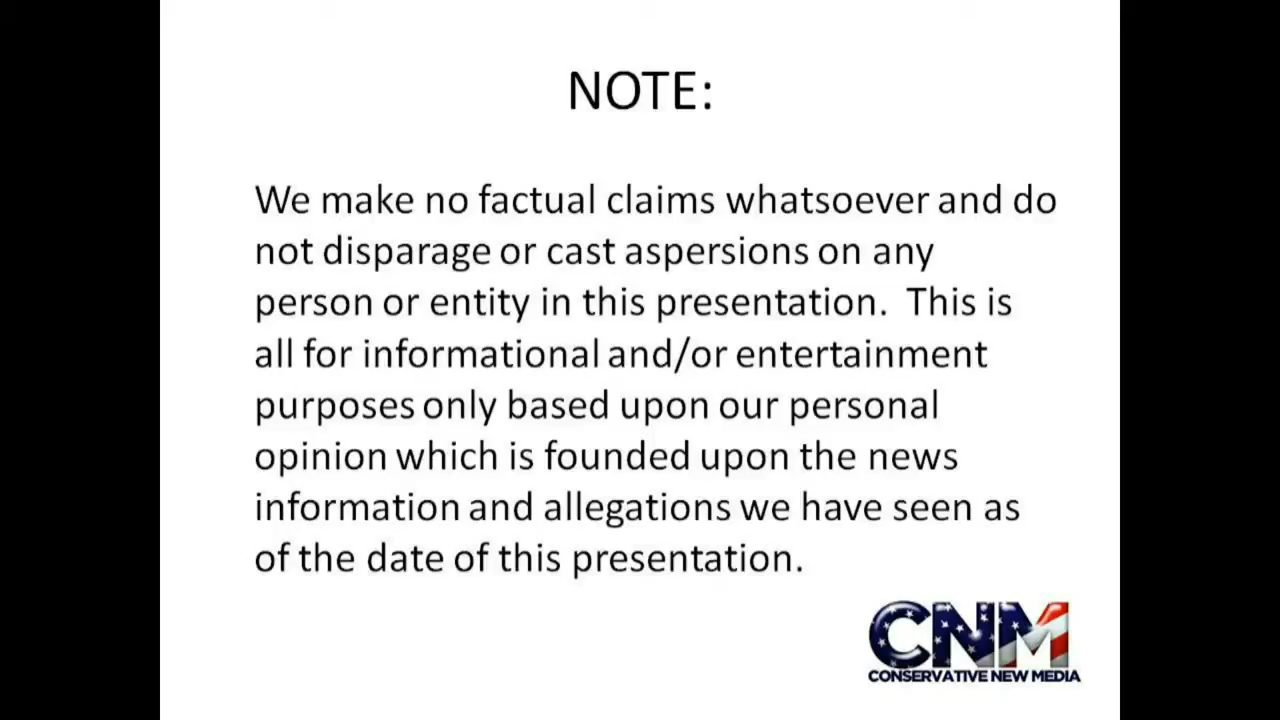 NOTE:
We make no factual claims whatsoever and do
not disparage or cast aspersions on any
person or entity in this presentation.  This is
all for informational and/or entertainment
purposes only based upon our personal
opinion which is founded upon the news
information and allegations we have seen as
of the date of this presentation.
CNM
CONSERVATIVE NEW MEDIA